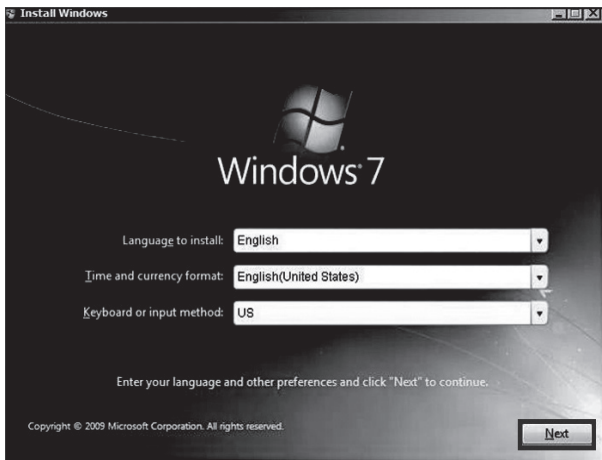 Install Windows
Windows 7
Language to install: English
Time and currency format: English(United States)
Keyboard or input method: US
Enter your language and other preferences and click "Next" to continue.
Copyright © 2009 Microsoft Corporation. All rights reserved.
Next